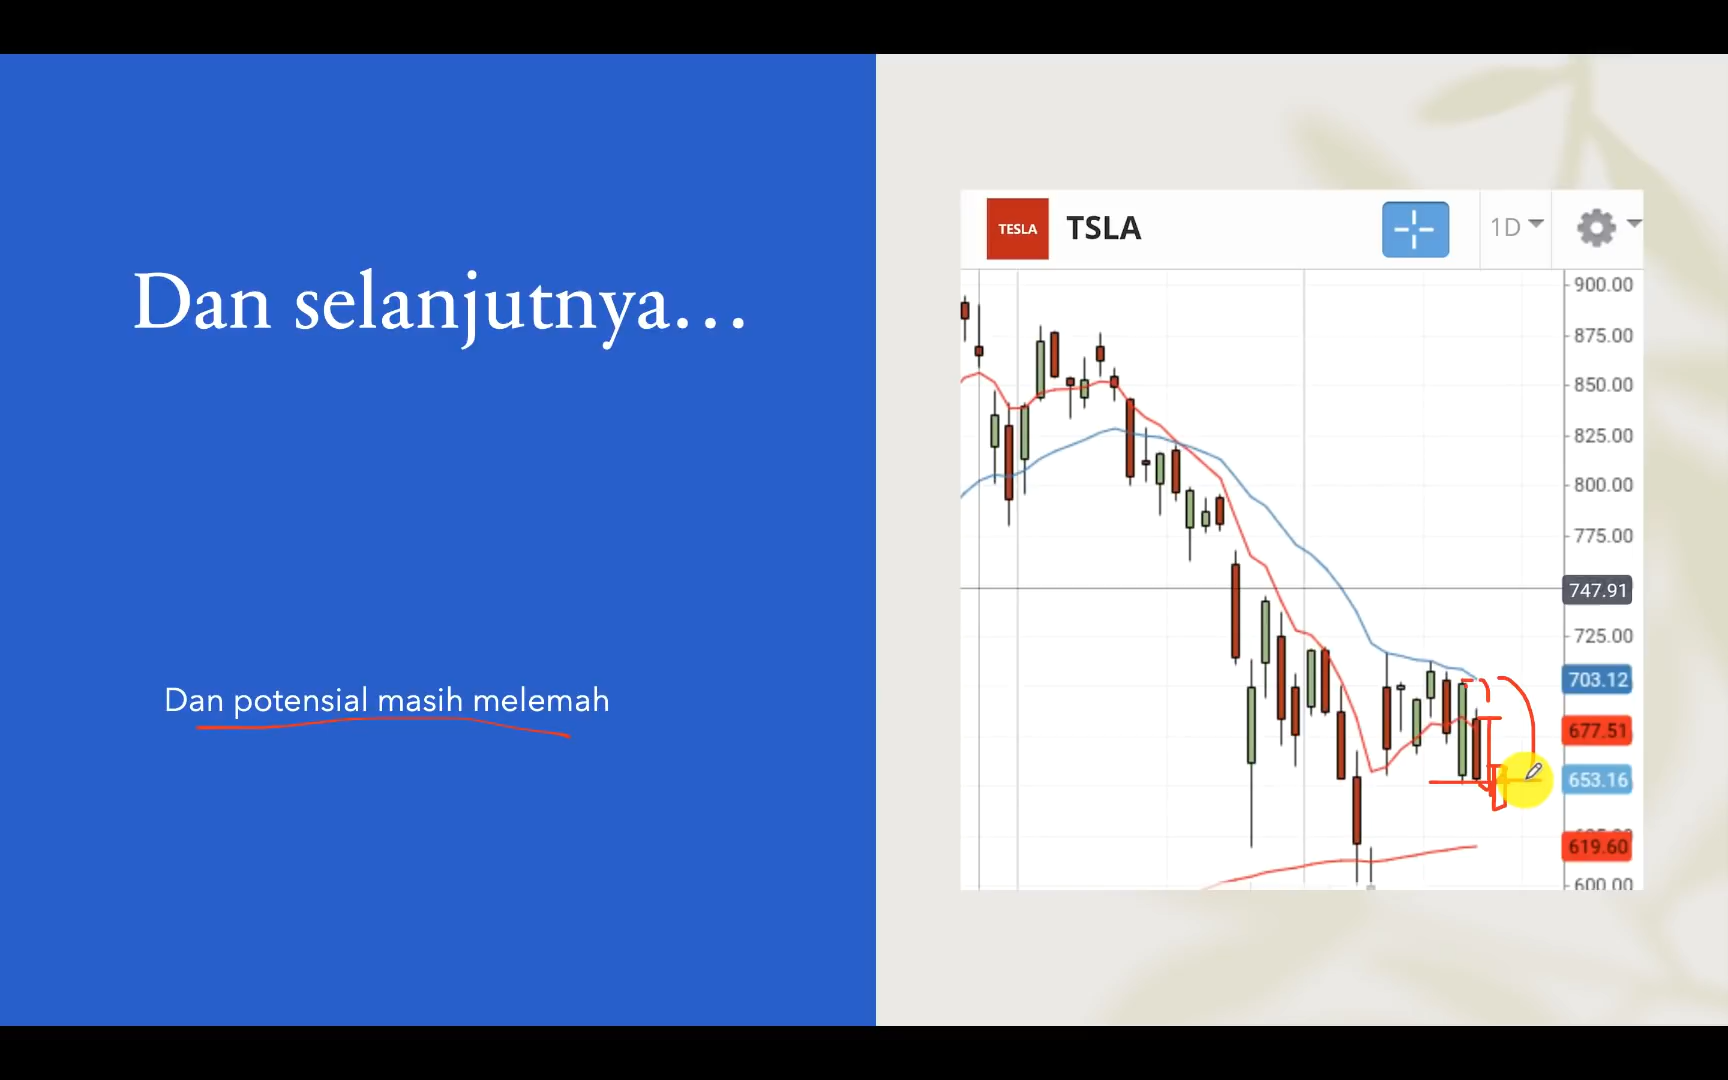 Dan selanjutnya...
Dan potensial masih melemah
TESLA
TSLA
1D
900.00
875.00
850.00
825.00
800.00
775.00
747.91
725.00
703.12
677.51
653.16
619.60
600.00